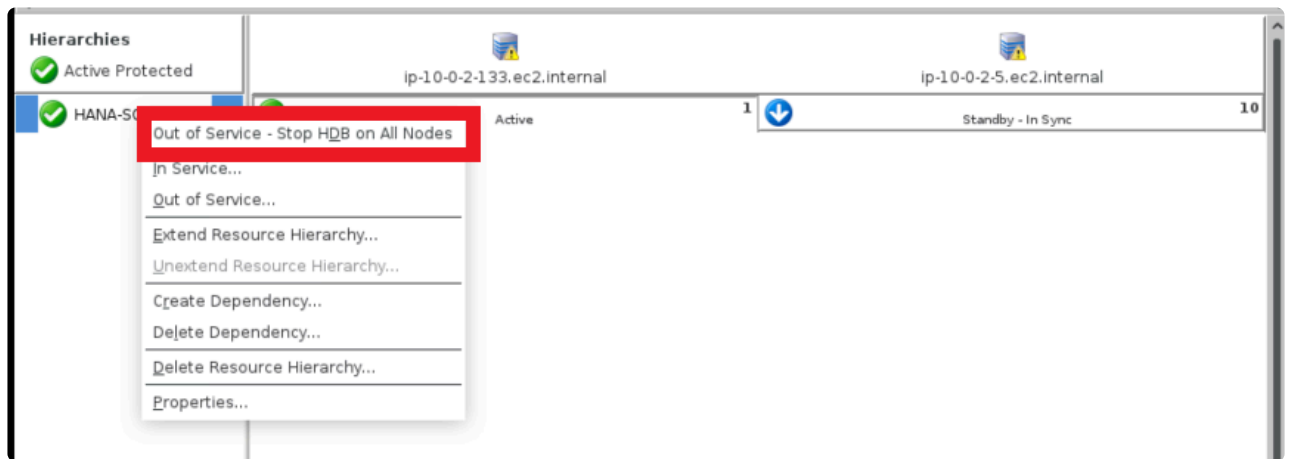 Hierarchies
Active Protected
ip-10-0-2-133.ec2.internal
ip-10-0-2-5.ec2.internal
Active
1
Standby - In Sync
10
Out of Service - Stop HDB on All Nodes
In Service...
Out of Service...
Extend Resource Hierarchy...
Unextend Resource Hierarchy...
Create Dependency...
Delete Dependency...
Delete Resource Hierarchy...
Properties...